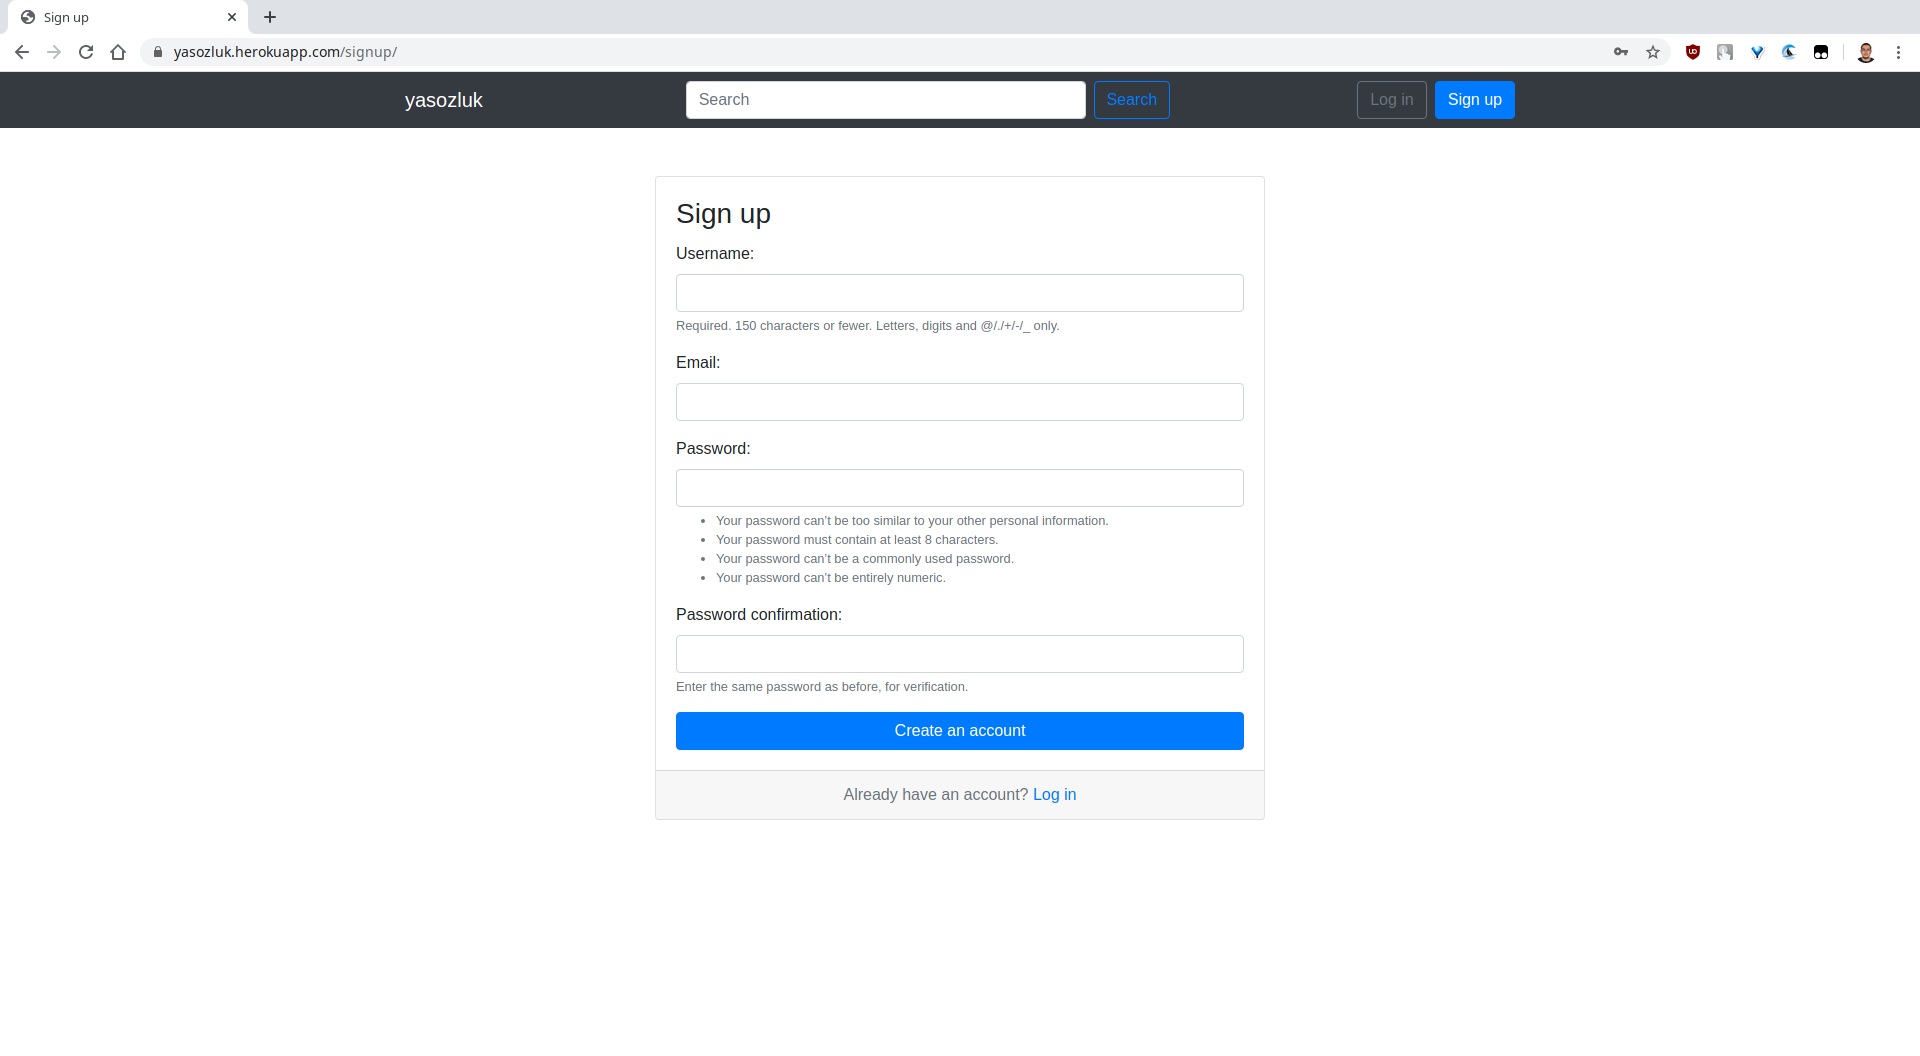 Sign up
yasozluk.herokuapp.com/signup/
yasozluk
Search
Search
Log in
Sign up
Sign up
Username:
Required. 150 characters or fewer. Letters, digits and @/./+/-/_ only.
Email:
Password:
• Your password can't be too similar to your other personal information.
• Your password must contain at least 8 characters.
• Your password can't be a commonly used password.
• Your password can't be entirely numeric.
Password confirmation:
Enter the same password as before, for verification.
Create an account
Already have an account? Log in